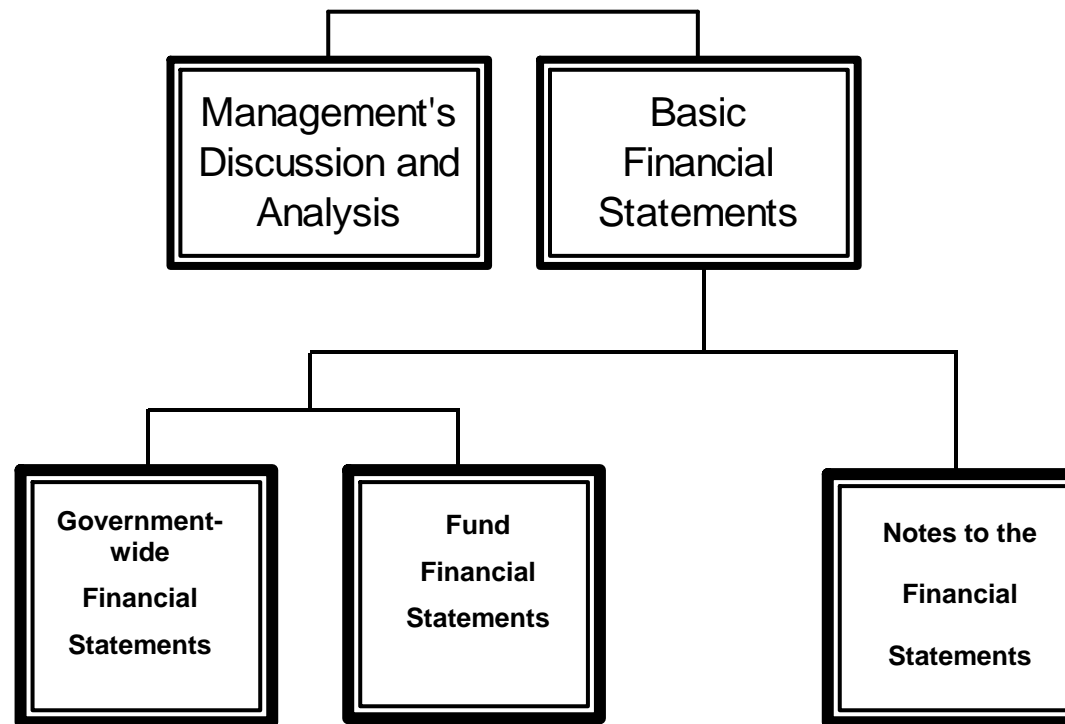 Management's
Discussion and
Analysis
Basic
Financial
Statements
Government-
wide
Financial
Statements
Fund
Financial
Statements
Notes to the
Financial
Statements